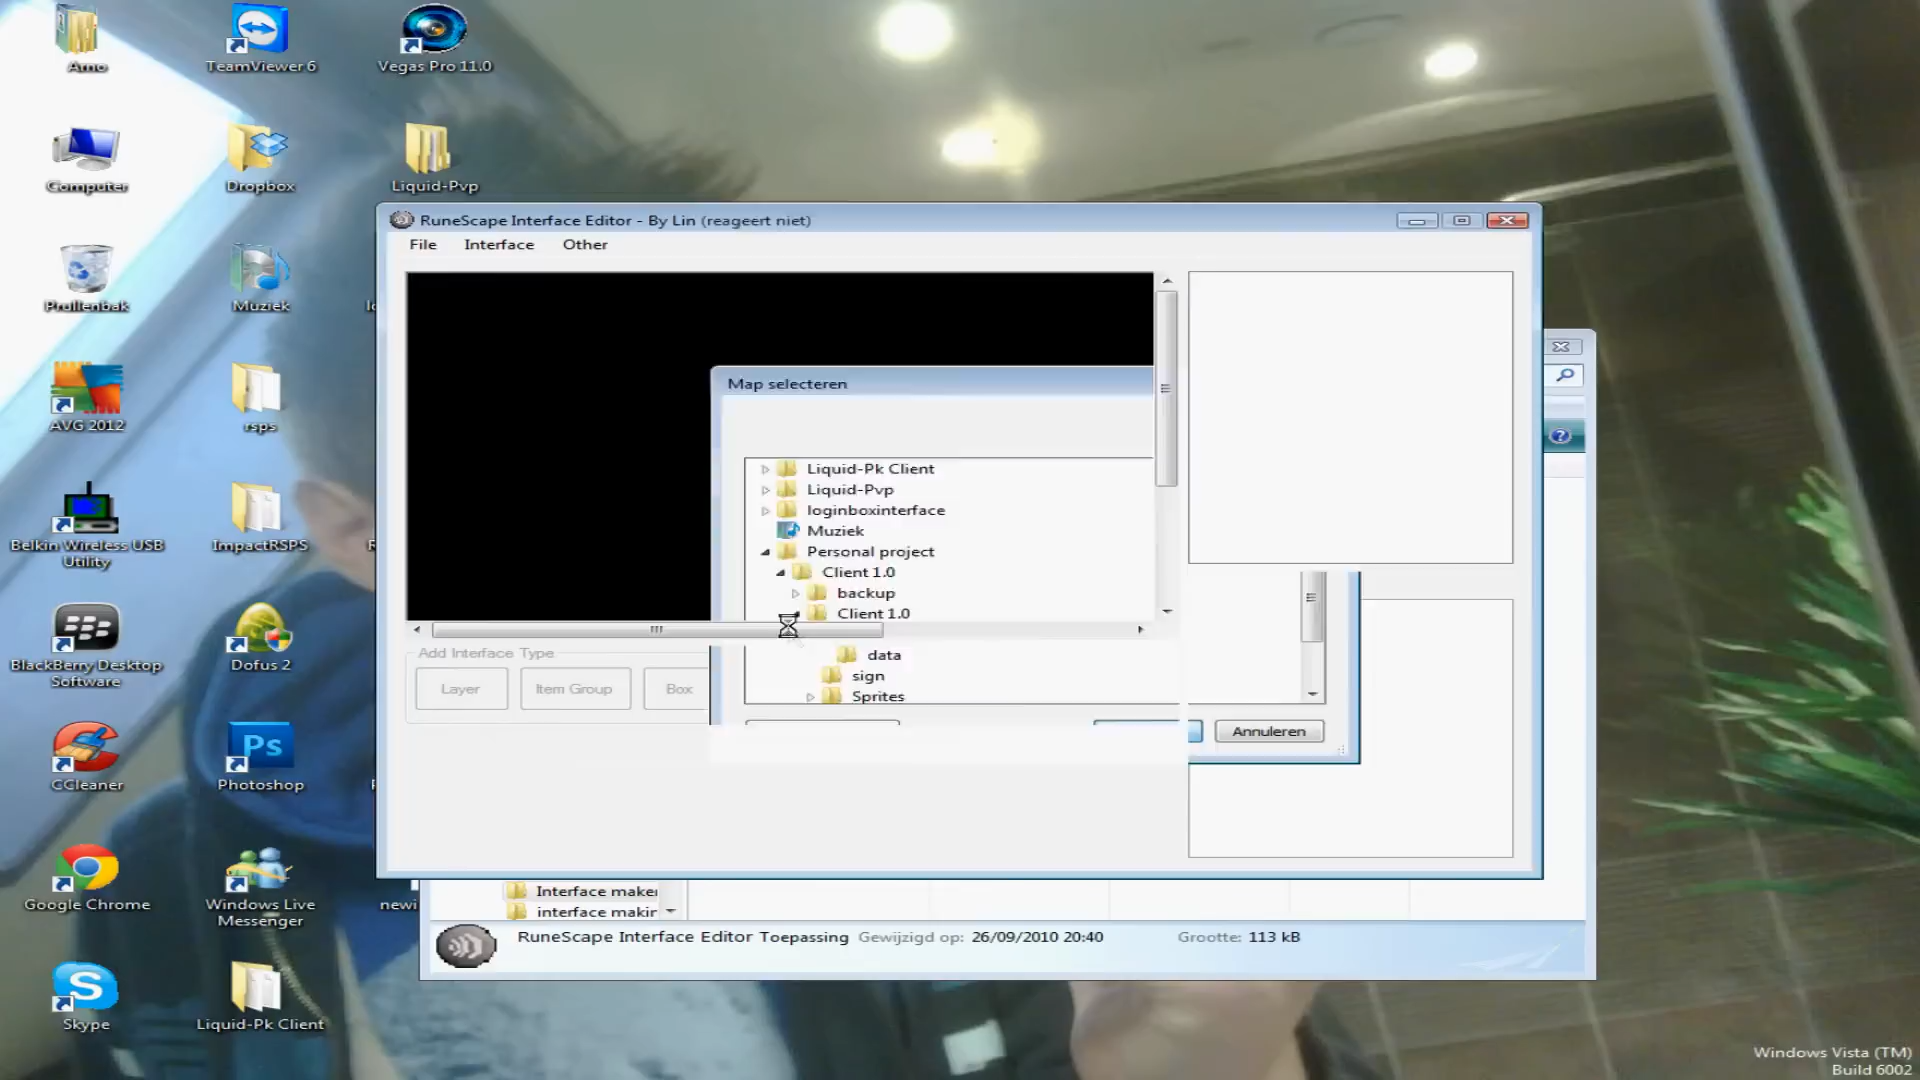 Arno
TeamViewer 6
Vegas Pro 11.0
Computer
Dropbox
Liquid-Pvp
Prullenbak
Muziek
AVG 2012
rsps
Belkin Wireless USB
Utility
ImpactRSPS
BlackBerry Desktop
Software
Dofus 2
CCleaner
Ps
Photoshop
Google Chrome
Windows Live
Messenger
newi
Skype
Liquid-Pk Client
RuneScape Interface Editor - By Lin (reageert niet)
File Interface Other
Map selecteren
Liquid-Pk Client
Liquid-Pvp
loginboxinterface
Muziek
Personal project
Client 1.0
backup
Client 1.0
data
sign
Sprites
Add Interface Type
Layer
Item Group
Box
Annuleren
Interface maker
interface makir
RuneScape Interface Editor Toepassing Gewijzigd op: 26/09/2010 20:40 Grootte: 113 kB
Windows Vista (TM)
Build 6002